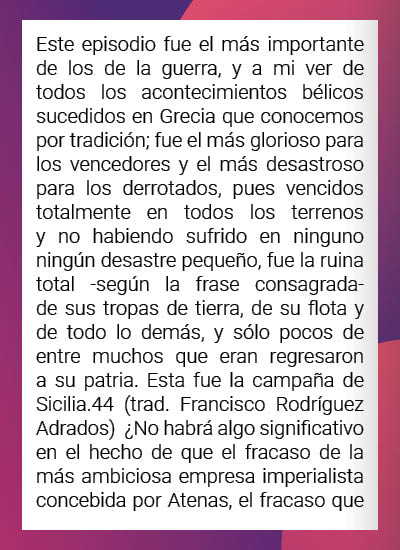 Este episodio fue el más importante
de los de la guerra, y a mi ver de
todos los acontecimientos bélicos
sucedidos en Grecia que conocemos
por tradición; fue el más glorioso para
los vencedores y el más desastroso
para los derrotados, pues vencidos
totalmente en todos los terrenos
y no habiendo sufrido en ninguno
ningún desastre pequeño, fue la ruina
total -según la frase consagrada-
de sus tropas de tierra, de su flota y
de todo lo demás, y sólo pocos de
entre muchos que eran regresaron
a su patria. Esta fue la campaña de
Sicilia.44 (trad. Francisco Rodríguez
Adrados) ¿No habrá algo significativo
en el hecho de que el fracaso de la
más ambiciosa empresa imperialista
concebida por Atenas, el fracaso que